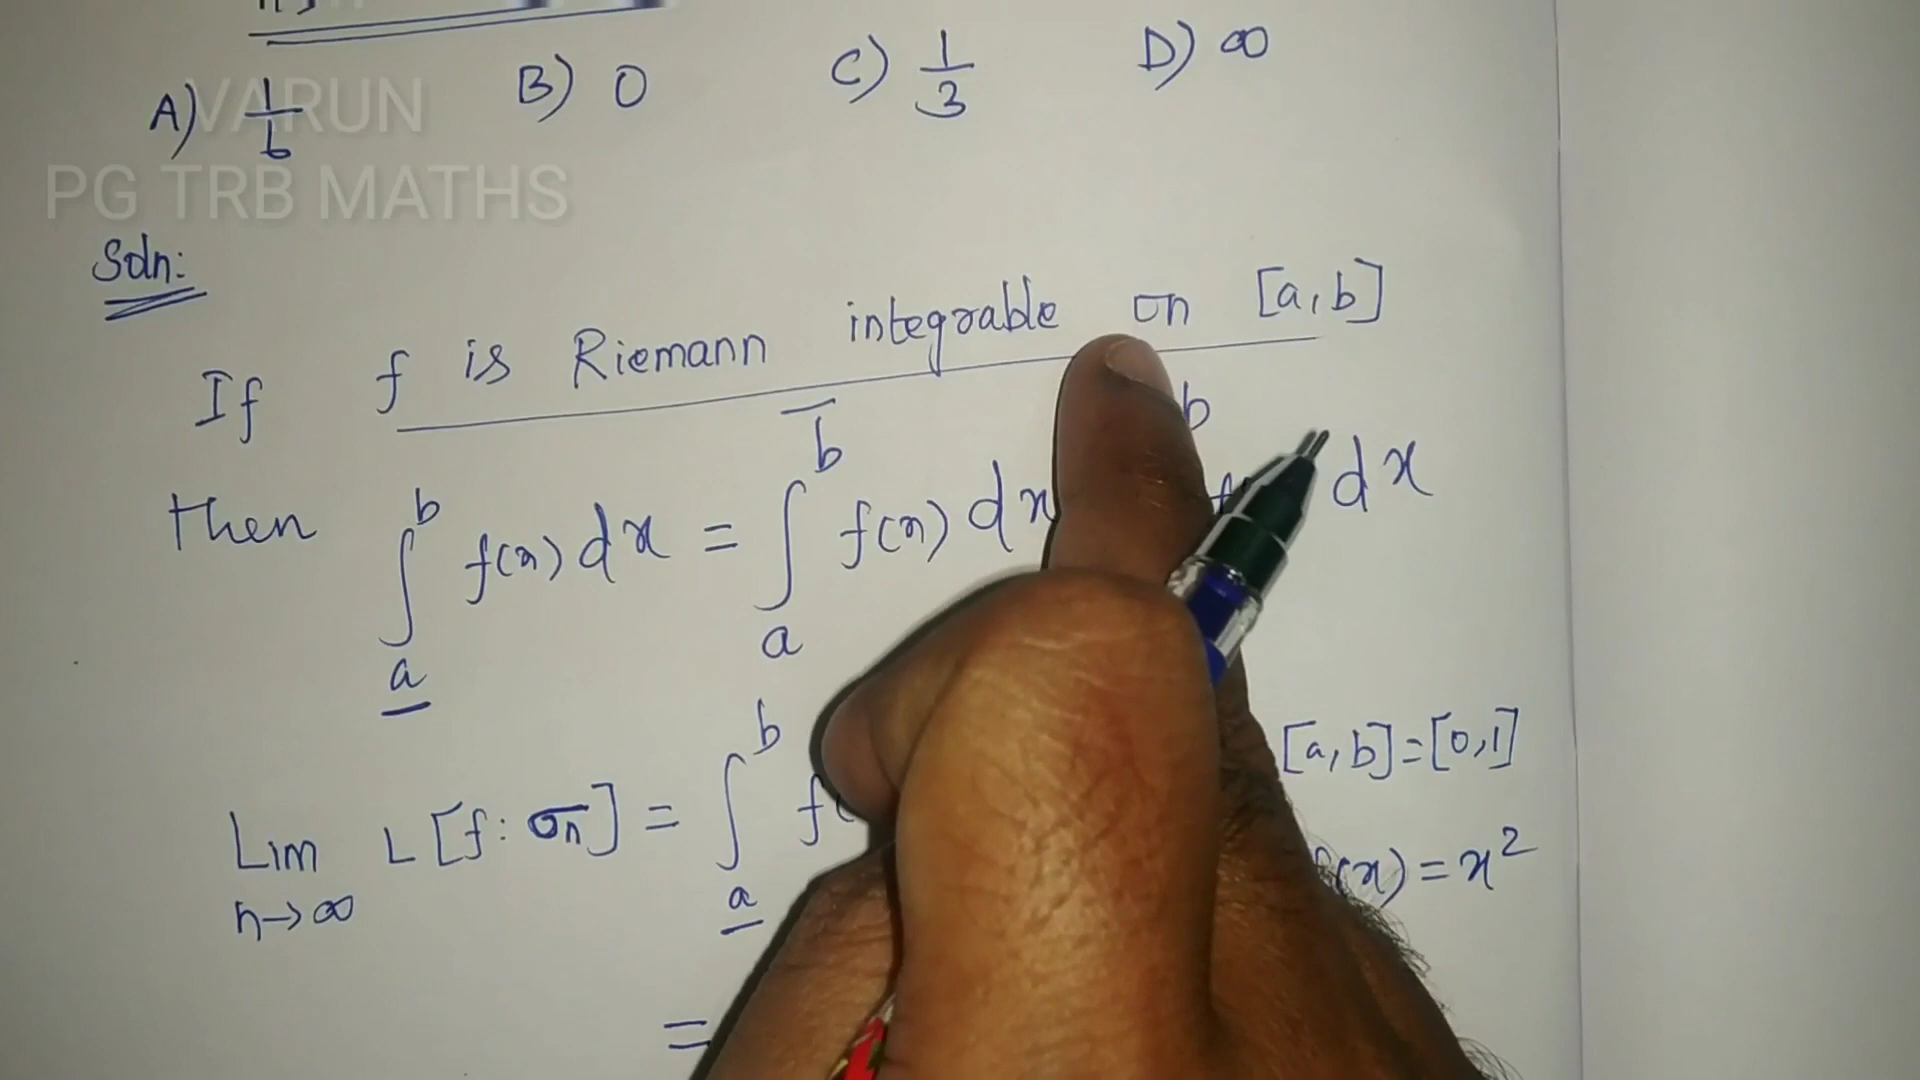 A) 1/6 B) 0 C) 1/3 D) ∞
VARUN
PG TRB MATHS
Soln:
If f is Riemann integrable on [a,b]
then ∫_a̲^b f(x) dx = ∫_a^b̅ f(x) dx b dx
[a,b]=[0,1]
Lim n→∞ L[f: σn] = ∫_a̲^b f(
f(x) = x²
=